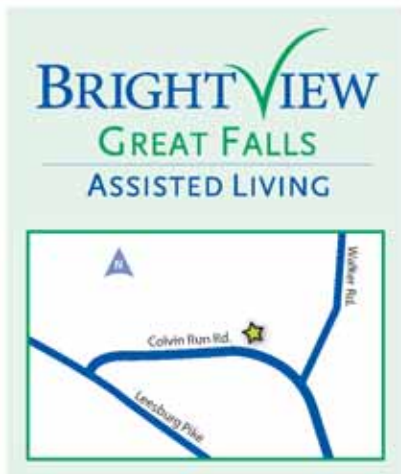 BRIGHTVIEW
GREAT FALLS
ASSISTED LIVING
N
Walker Rd.
Colvin Run Rd.
Leesburg Pike